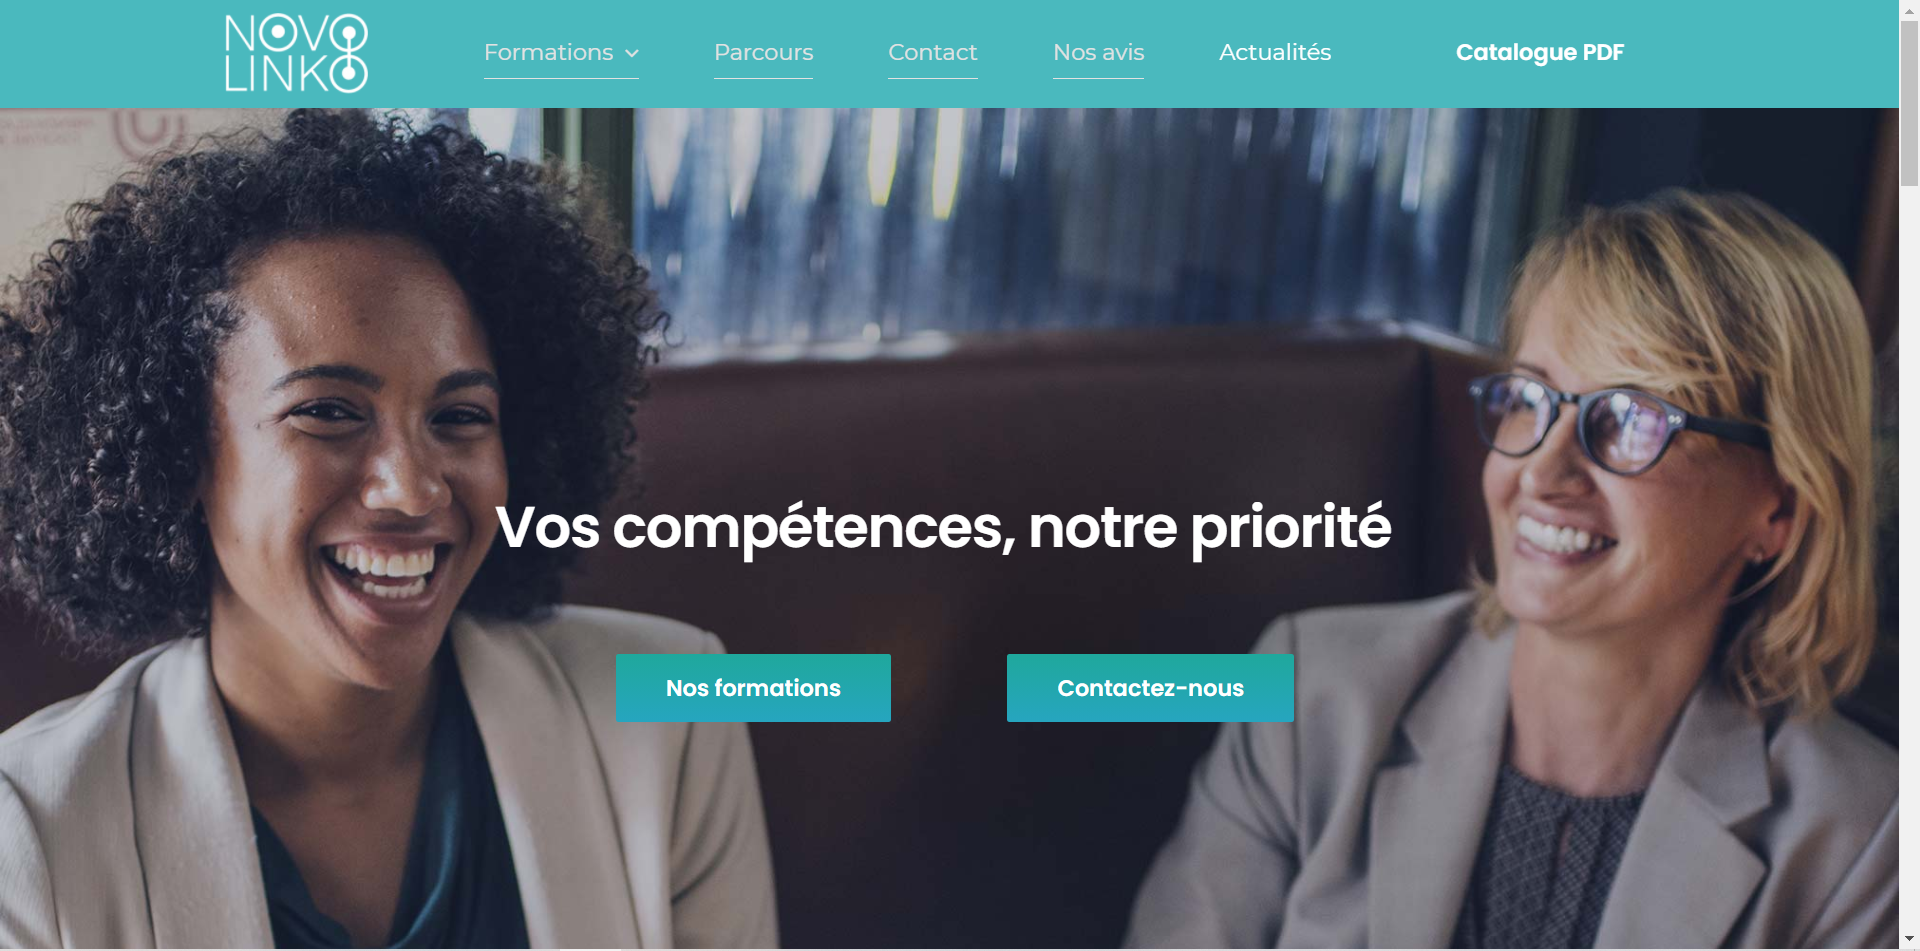 NOVO
LINKO
Formations
Parcours
Contact
Nos avis
Actualités
Catalogue PDF
Vos compétences, notre priorité
Nos formations
Contactez-nous